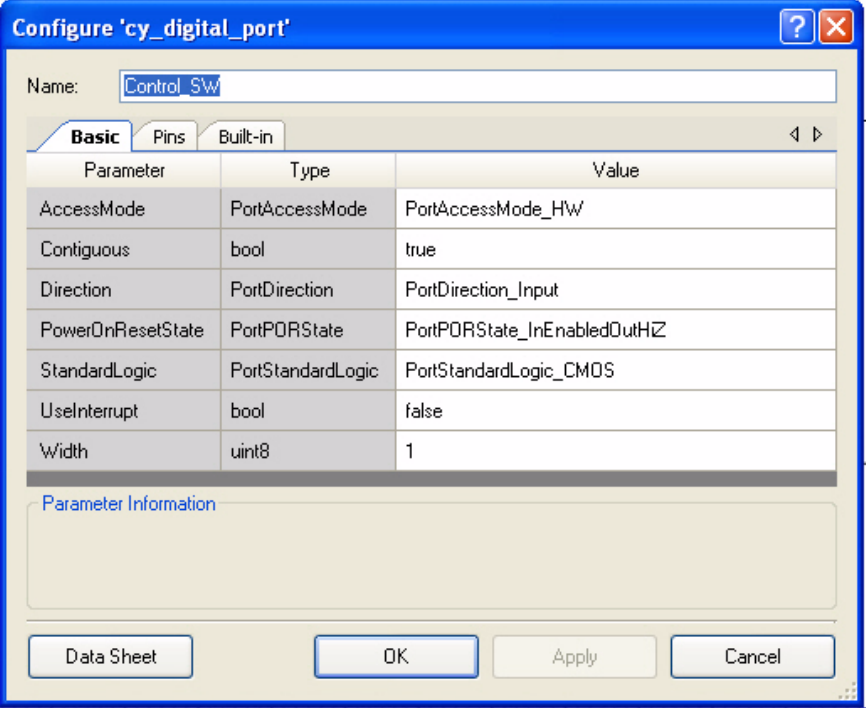 Configure 'cy_digital_port'
Name: Control_SW
Basic Pins Built-in
Parameter Type Value
AccessMode PortAccessMode PortAccessMode_HW
Contiguous bool true
Direction PortDirection PortDirection_Input
PowerOnResetState PortPORState PortPORState_InEnabledOutHiZ
StandardLogic PortStandardLogic PortStandardLogic_CMOS
UseInterrupt bool false
Width uint8 1
Parameter Information
Data Sheet OK Apply Cancel